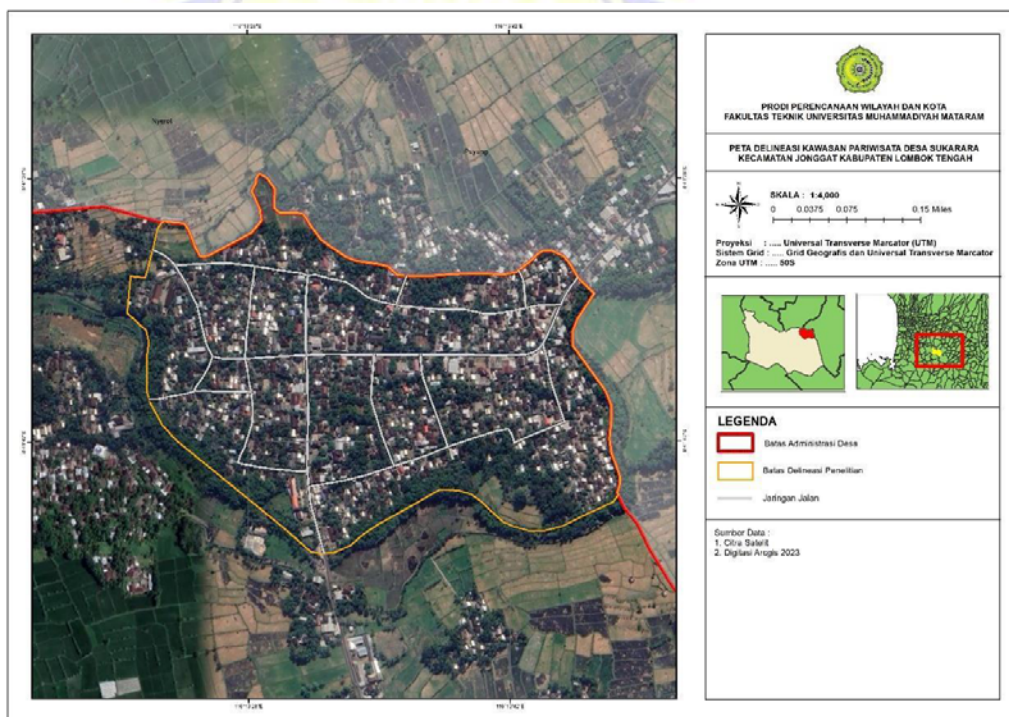 Nyerot
Puyung
PRODI PERENCANAAN WILAYAH DAN KOTA
FAKULTAS TEKNIK UNIVERSITAS MUHAMMADIYAH MATARAM
PETA DELINEASI KAWASAN PARIWISATA DESA SUKARARA
KECAMATAN JONGGAT KABUPATEN LOMBOK TENGAH
SKALA : 1:4,000
0 0.0375 0.075 0.15 Miles
Proyeksi : ..... Universal Transverse Marcator (UTM)
Sistem Grid : ..... Grid Geografis dan Universal Transverse Marcator
Zona UTM : ..... 50S
LEGENDA
Batas Administrasi Desa
Batas Delineasi Penelitian
Jaringan Jalan
Sumber Data :
1. Citra Satelit
2. Digitasi Arcgis 2023